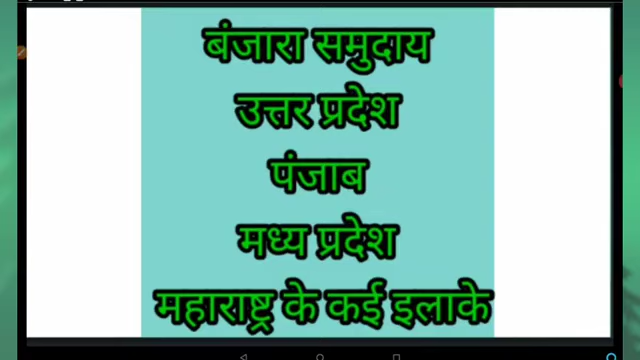 बंजारा समुदाय
उत्तर प्रदेश
पंजाब
मध्य प्रदेश
महाराष्ट्र के कई इलाके